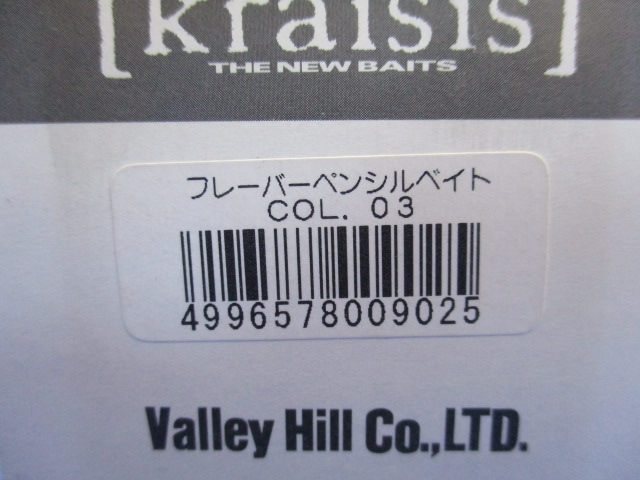 [kraisis]
THE NEW BAITS
フレーバーペンシルベイト
COL. 03
4996578009025
Valley Hill Co.,LTD.